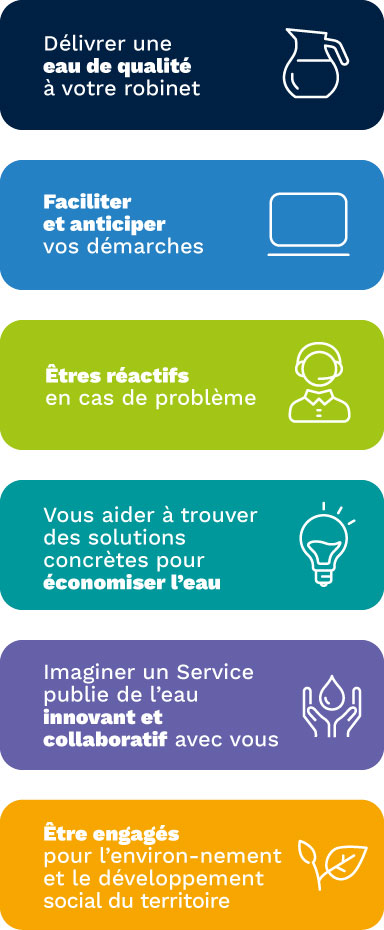 Délivrer une
eau de qualité
à votre robinet
Faciliter
et anticiper
vos démarches
Êtres réactifs
en cas de problème
Vous aider à trouver
des solutions
concrètes pour
économiser l'eau
Imaginer un Service
publie de l'eau
innovant et
collaboratif avec vous
Être engagés
pour l'environ-nement
et le développement
social du territoire